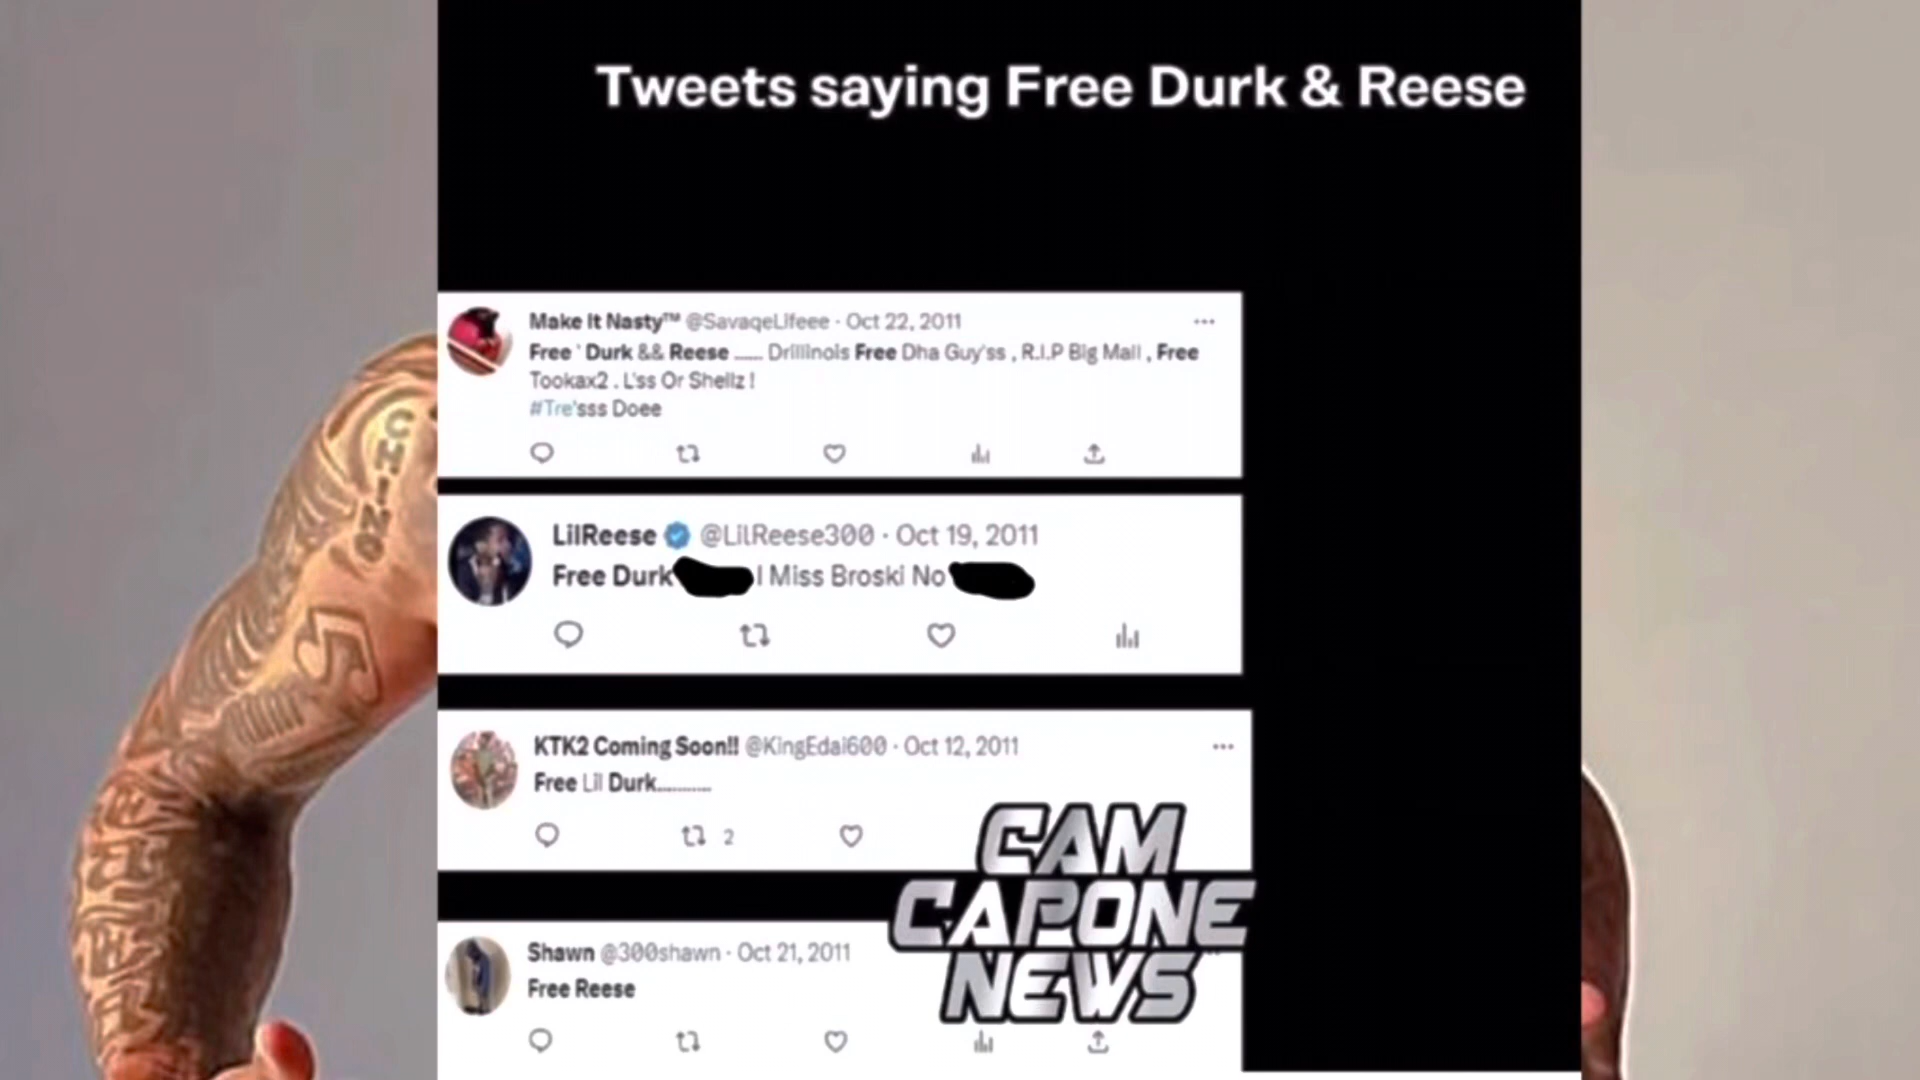 Tweets saying Free Durk & Reese
Make It Nasty™ @SavaqeLifeee · Oct 22, 2011
Free ' Durk && Reese ...... Drillinois Free Dha Guy'ss , R.I.P Big Mall , Free
Tookax2 . L'ss Or Shellz !
#Tre'sss Doee
LilReese @LilReese300 · Oct 19, 2011
Free Durk I Miss Broski No
KTK2 Coming Soon!! @KingEdai600 · Oct 12, 2011
Free Lil Durk...........
2
Shawn @300shawn · Oct 21, 2011
Free Reese
CAM
CAPONE
NEWS
CHINO